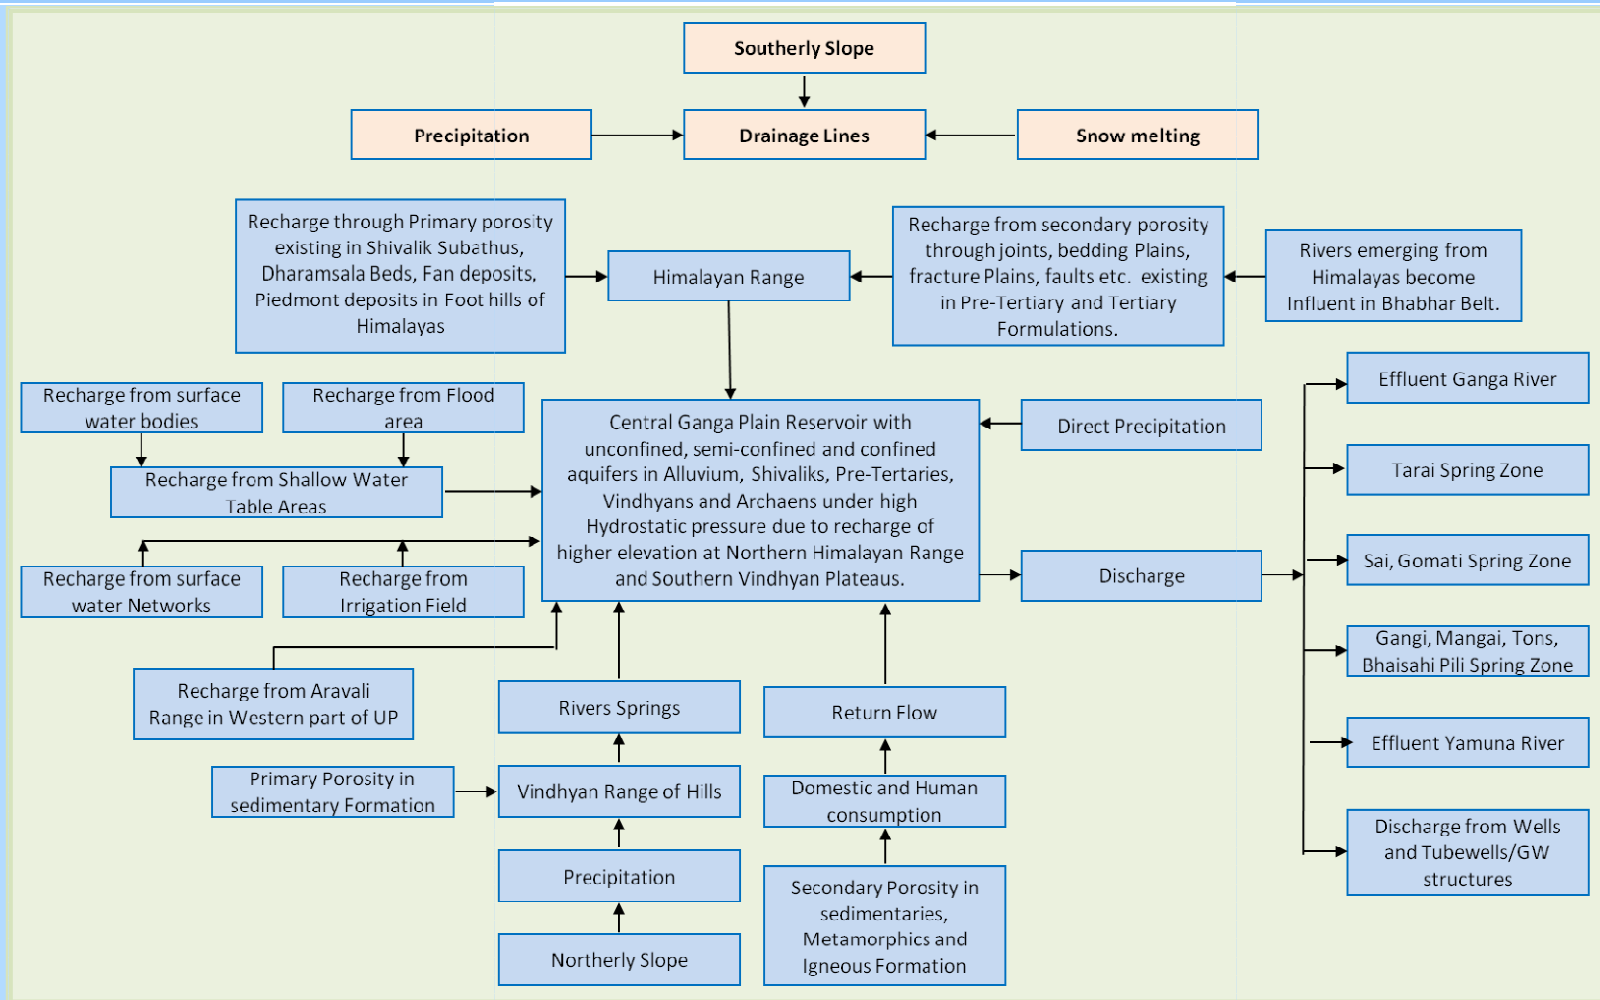 Southerly Slope
Precipitation
Drainage Lines
Snow melting
Recharge through Primary porosity
existing in Shivalik Subathus,
Dharamsala Beds, Fan deposits,
Piedmont deposits in Foot hills of
Himalayas
Himalayan Range
Recharge from secondary porosity
through joints, bedding Plains,
fracture Plains, faults etc. existing
in Pre-Tertiary and Tertiary
Formulations.
Rivers emerging from
Himalayas become
Influent in Bhabhar Belt.
Recharge from surface
water bodies
Recharge from Flood
area
Recharge from Shallow Water
Table Areas
Recharge from surface
water Networks
Recharge from
Irrigation Field
Central Ganga Plain Reservoir with
unconfined, semi-confined and confined
aquifers in Alluvium, Shivaliks, Pre-Tertaries,
Vindhyans and Archaens under high
Hydrostatic pressure due to recharge of
higher elevation at Northern Himalayan Range
and Southern Vindhyan Plateaus.
Direct Precipitation
Discharge
Effluent Ganga River
Tarai Spring Zone
Sai, Gomati Spring Zone
Gangi, Mangai, Tons,
Bhaisahi Pili Spring Zone
Effluent Yamuna River
Discharge from Wells
and Tubewells/GW
structures
Recharge from Aravali
Range in Western part of UP
Rivers Springs
Return Flow
Primary Porosity in
sedimentary Formation
Vindhyan Range of Hills
Domestic and Human
consumption
Precipitation
Secondary Porosity in
sedimentaries,
Metamorphics and
Igneous Formation
Northerly Slope